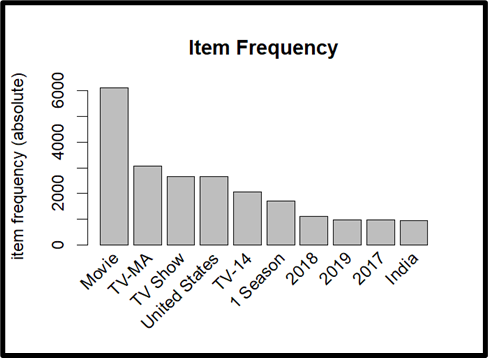 Item Frequency
item frequency (absolute)
6000
4000
2000
0
Movie
TV-MA
TV Show
United States
TV-14
1 Season
2018
2019
2017
India